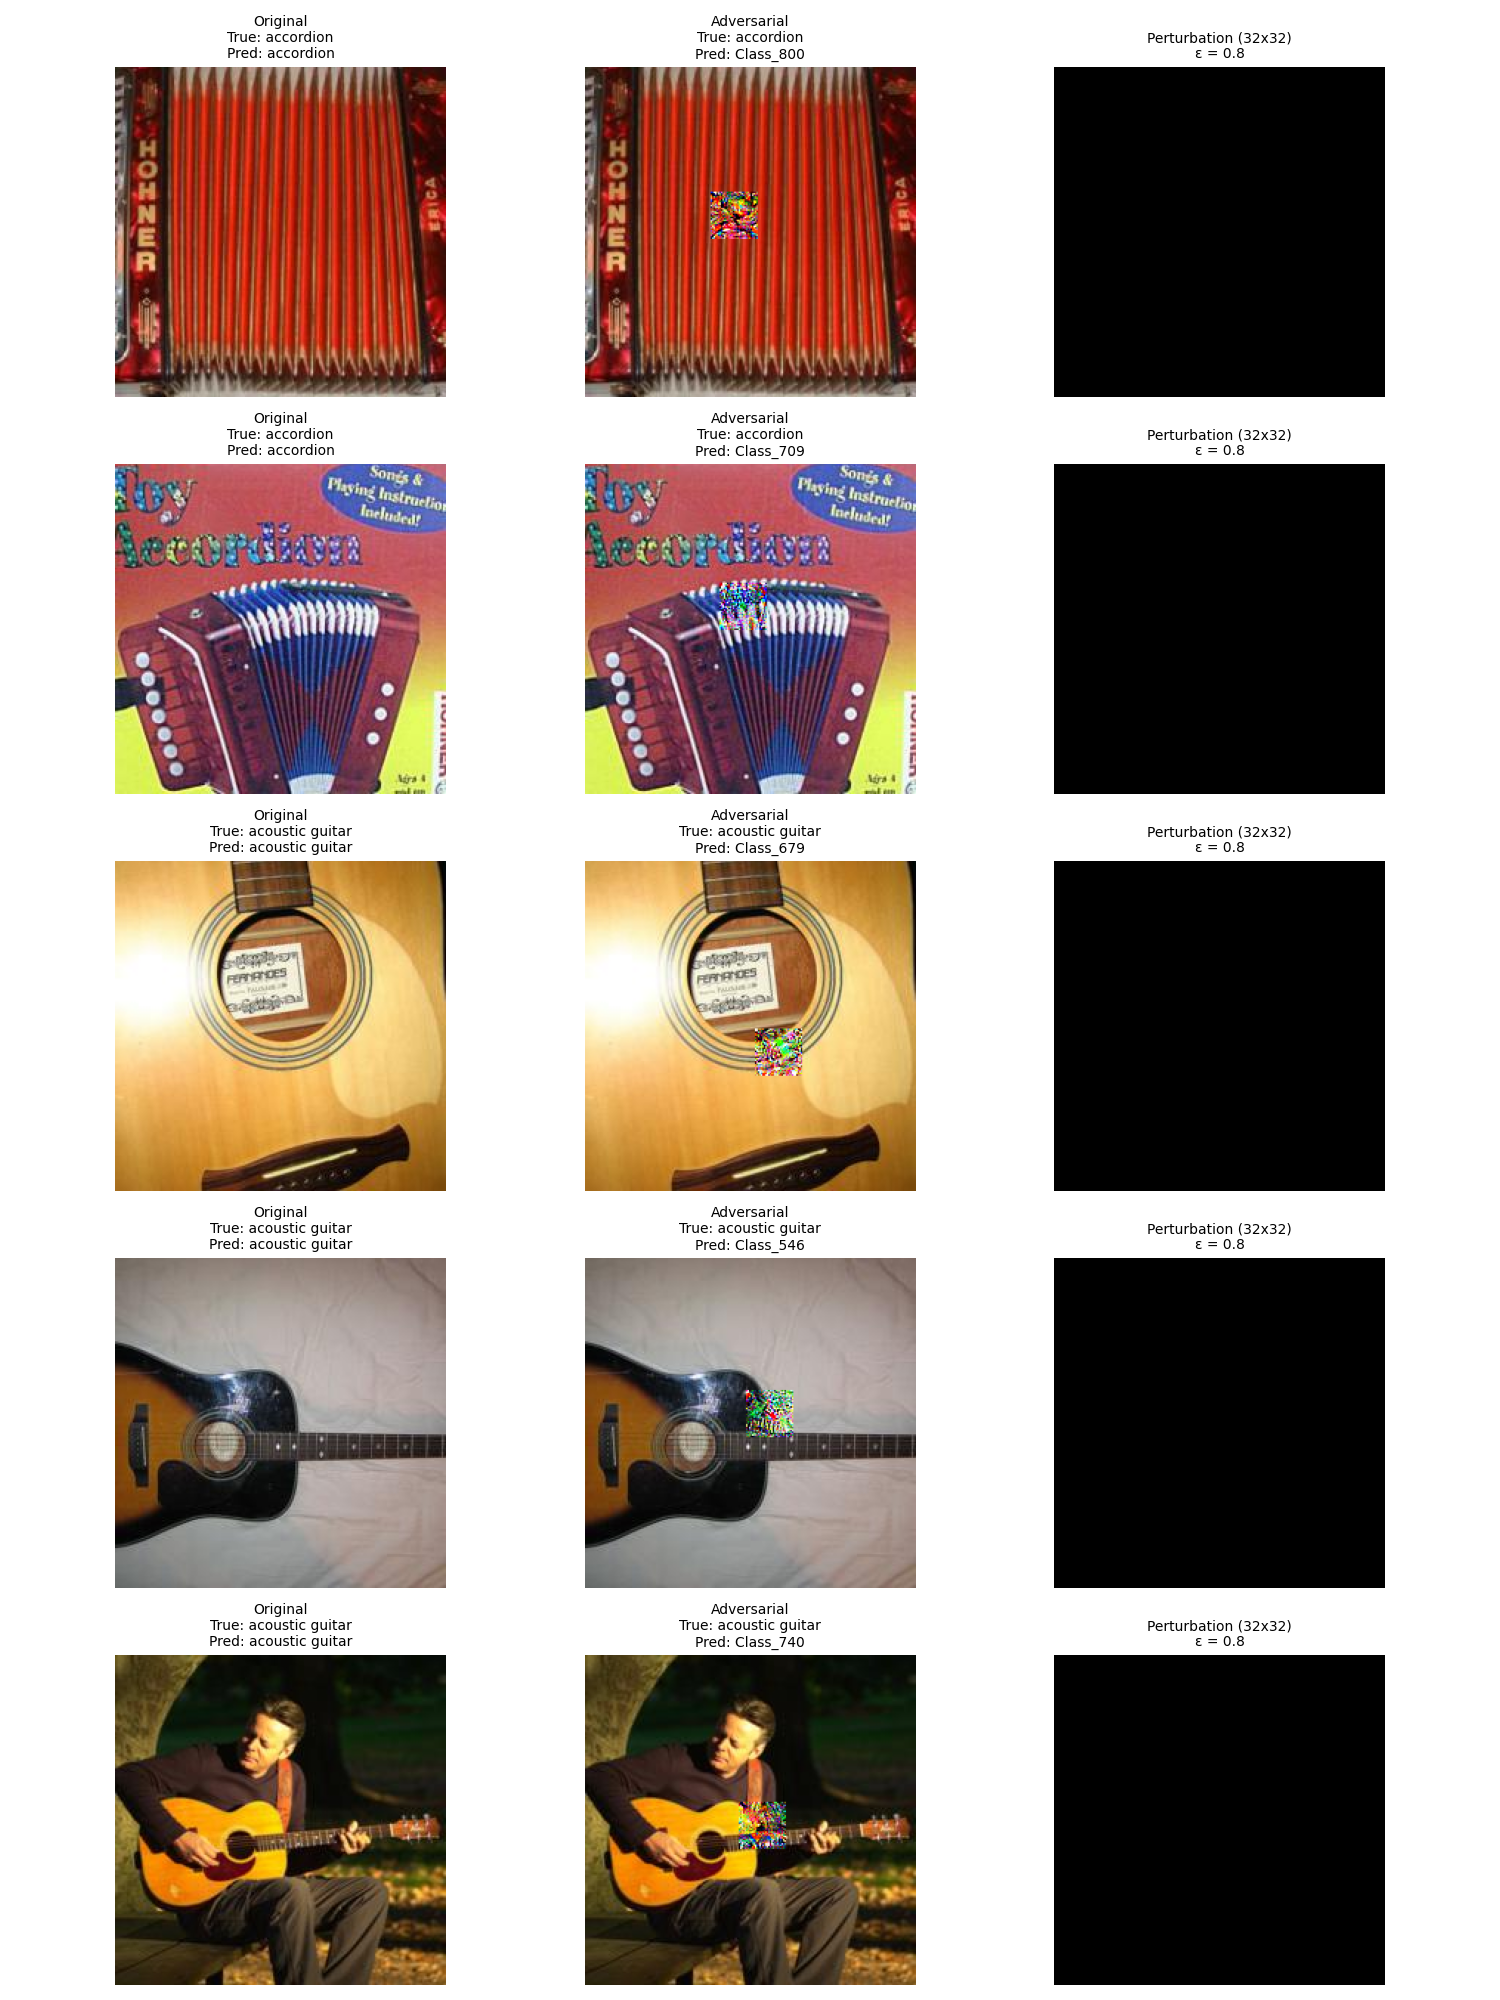 Original
True: accordion
Pred: accordion
Adversarial
True: accordion
Pred: Class_800
Perturbation (32x32)
ε = 0.8
HOHNER
ERICA
HOHNER
ERICA
Original
True: accordion
Pred: accordion
Adversarial
True: accordion
Pred: Class_709
Perturbation (32x32)
ε = 0.8
Toy
Accordion
Songs &
Playing Instruction
Included!
HOHNER
Ages 4
Toy
Accordion
Songs &
Playing Instruction
Included!
HOHNER
Ages 4
Original
True: acoustic guitar
Pred: acoustic guitar
Adversarial
True: acoustic guitar
Pred: Class_679
Perturbation (32x32)
ε = 0.8
FERNANDES
FERNANDES
Original
True: acoustic guitar
Pred: acoustic guitar
Adversarial
True: acoustic guitar
Pred: Class_546
Perturbation (32x32)
ε = 0.8
Original
True: acoustic guitar
Pred: acoustic guitar
Adversarial
True: acoustic guitar
Pred: Class_740
Perturbation (32x32)
ε = 0.8